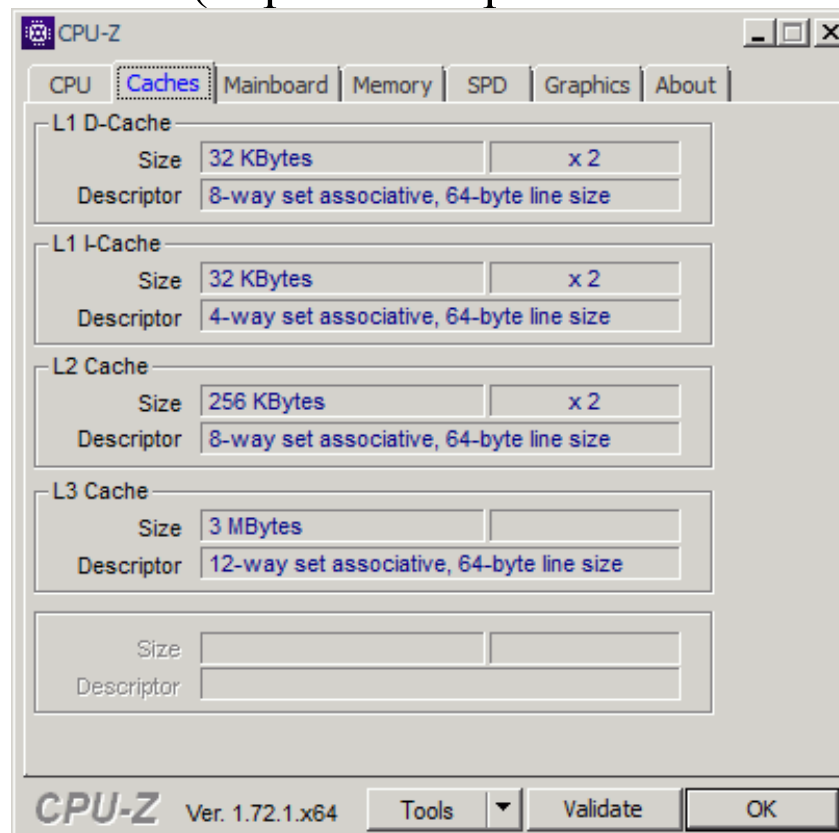 CPU-Z
CPU Caches Mainboard Memory SPD Graphics About
L1 D-Cache
Size 32 KBytes x 2
Descriptor 8-way set associative, 64-byte line size
L1 I-Cache
Size 32 KBytes x 2
Descriptor 4-way set associative, 64-byte line size
L2 Cache
Size 256 KBytes x 2
Descriptor 8-way set associative, 64-byte line size
L3 Cache
Size 3 MBytes
Descriptor 12-way set associative, 64-byte line size
Size
Descriptor
CPU-Z Ver. 1.72.1.x64 Tools Validate OK